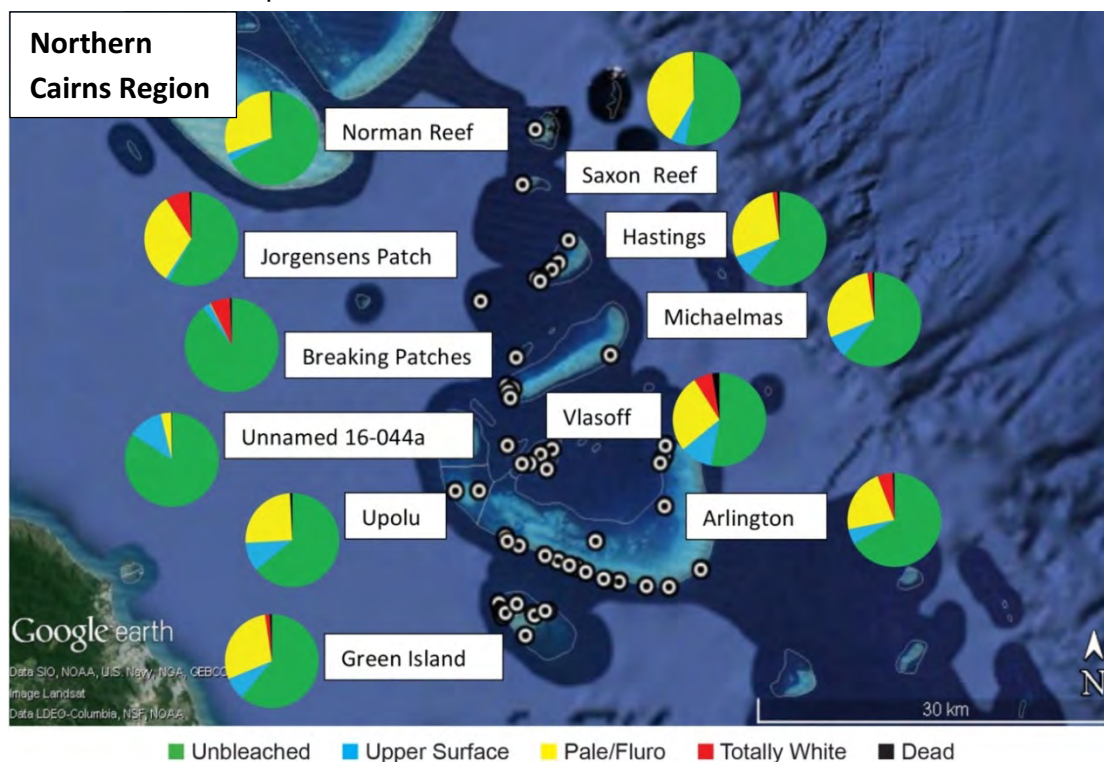 Northern
Cairns Region
Norman Reef
Saxon Reef
Jorgensens Patch
Hastings
Michaelmas
Breaking Patches
Vlasoff
Unnamed 16-044a
Upolu
Arlington
Green Island
Google earth
Data SIO, NOAA, U.S. Navy, NGA, GEBCO
Image Landsat
Data LDEO-Columbia, NSF, NOAA
30 km
N
Unbleached Upper Surface Pale/Fluro Totally White Dead